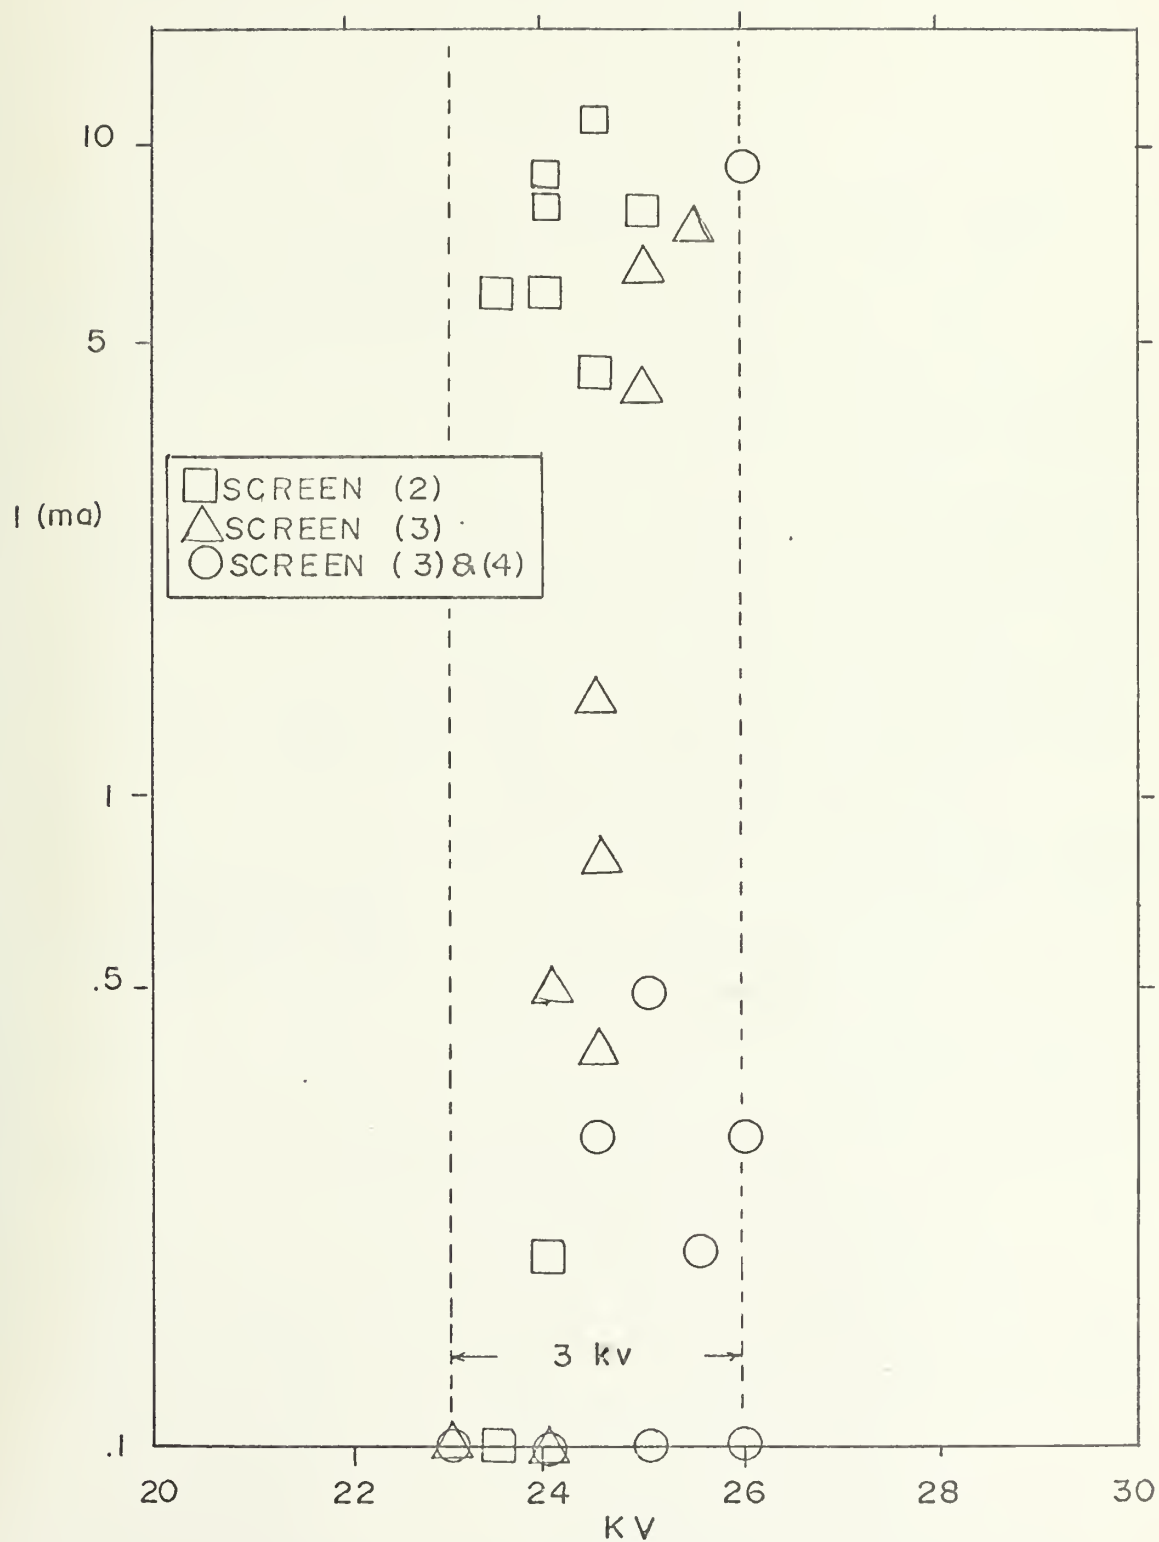 10
5
I (ma)
SCREEN (2)
SCREEN (3)
SCREEN (3)&(4)
1
.5
3 kv
.1
20 22 24 26 28 30
KV